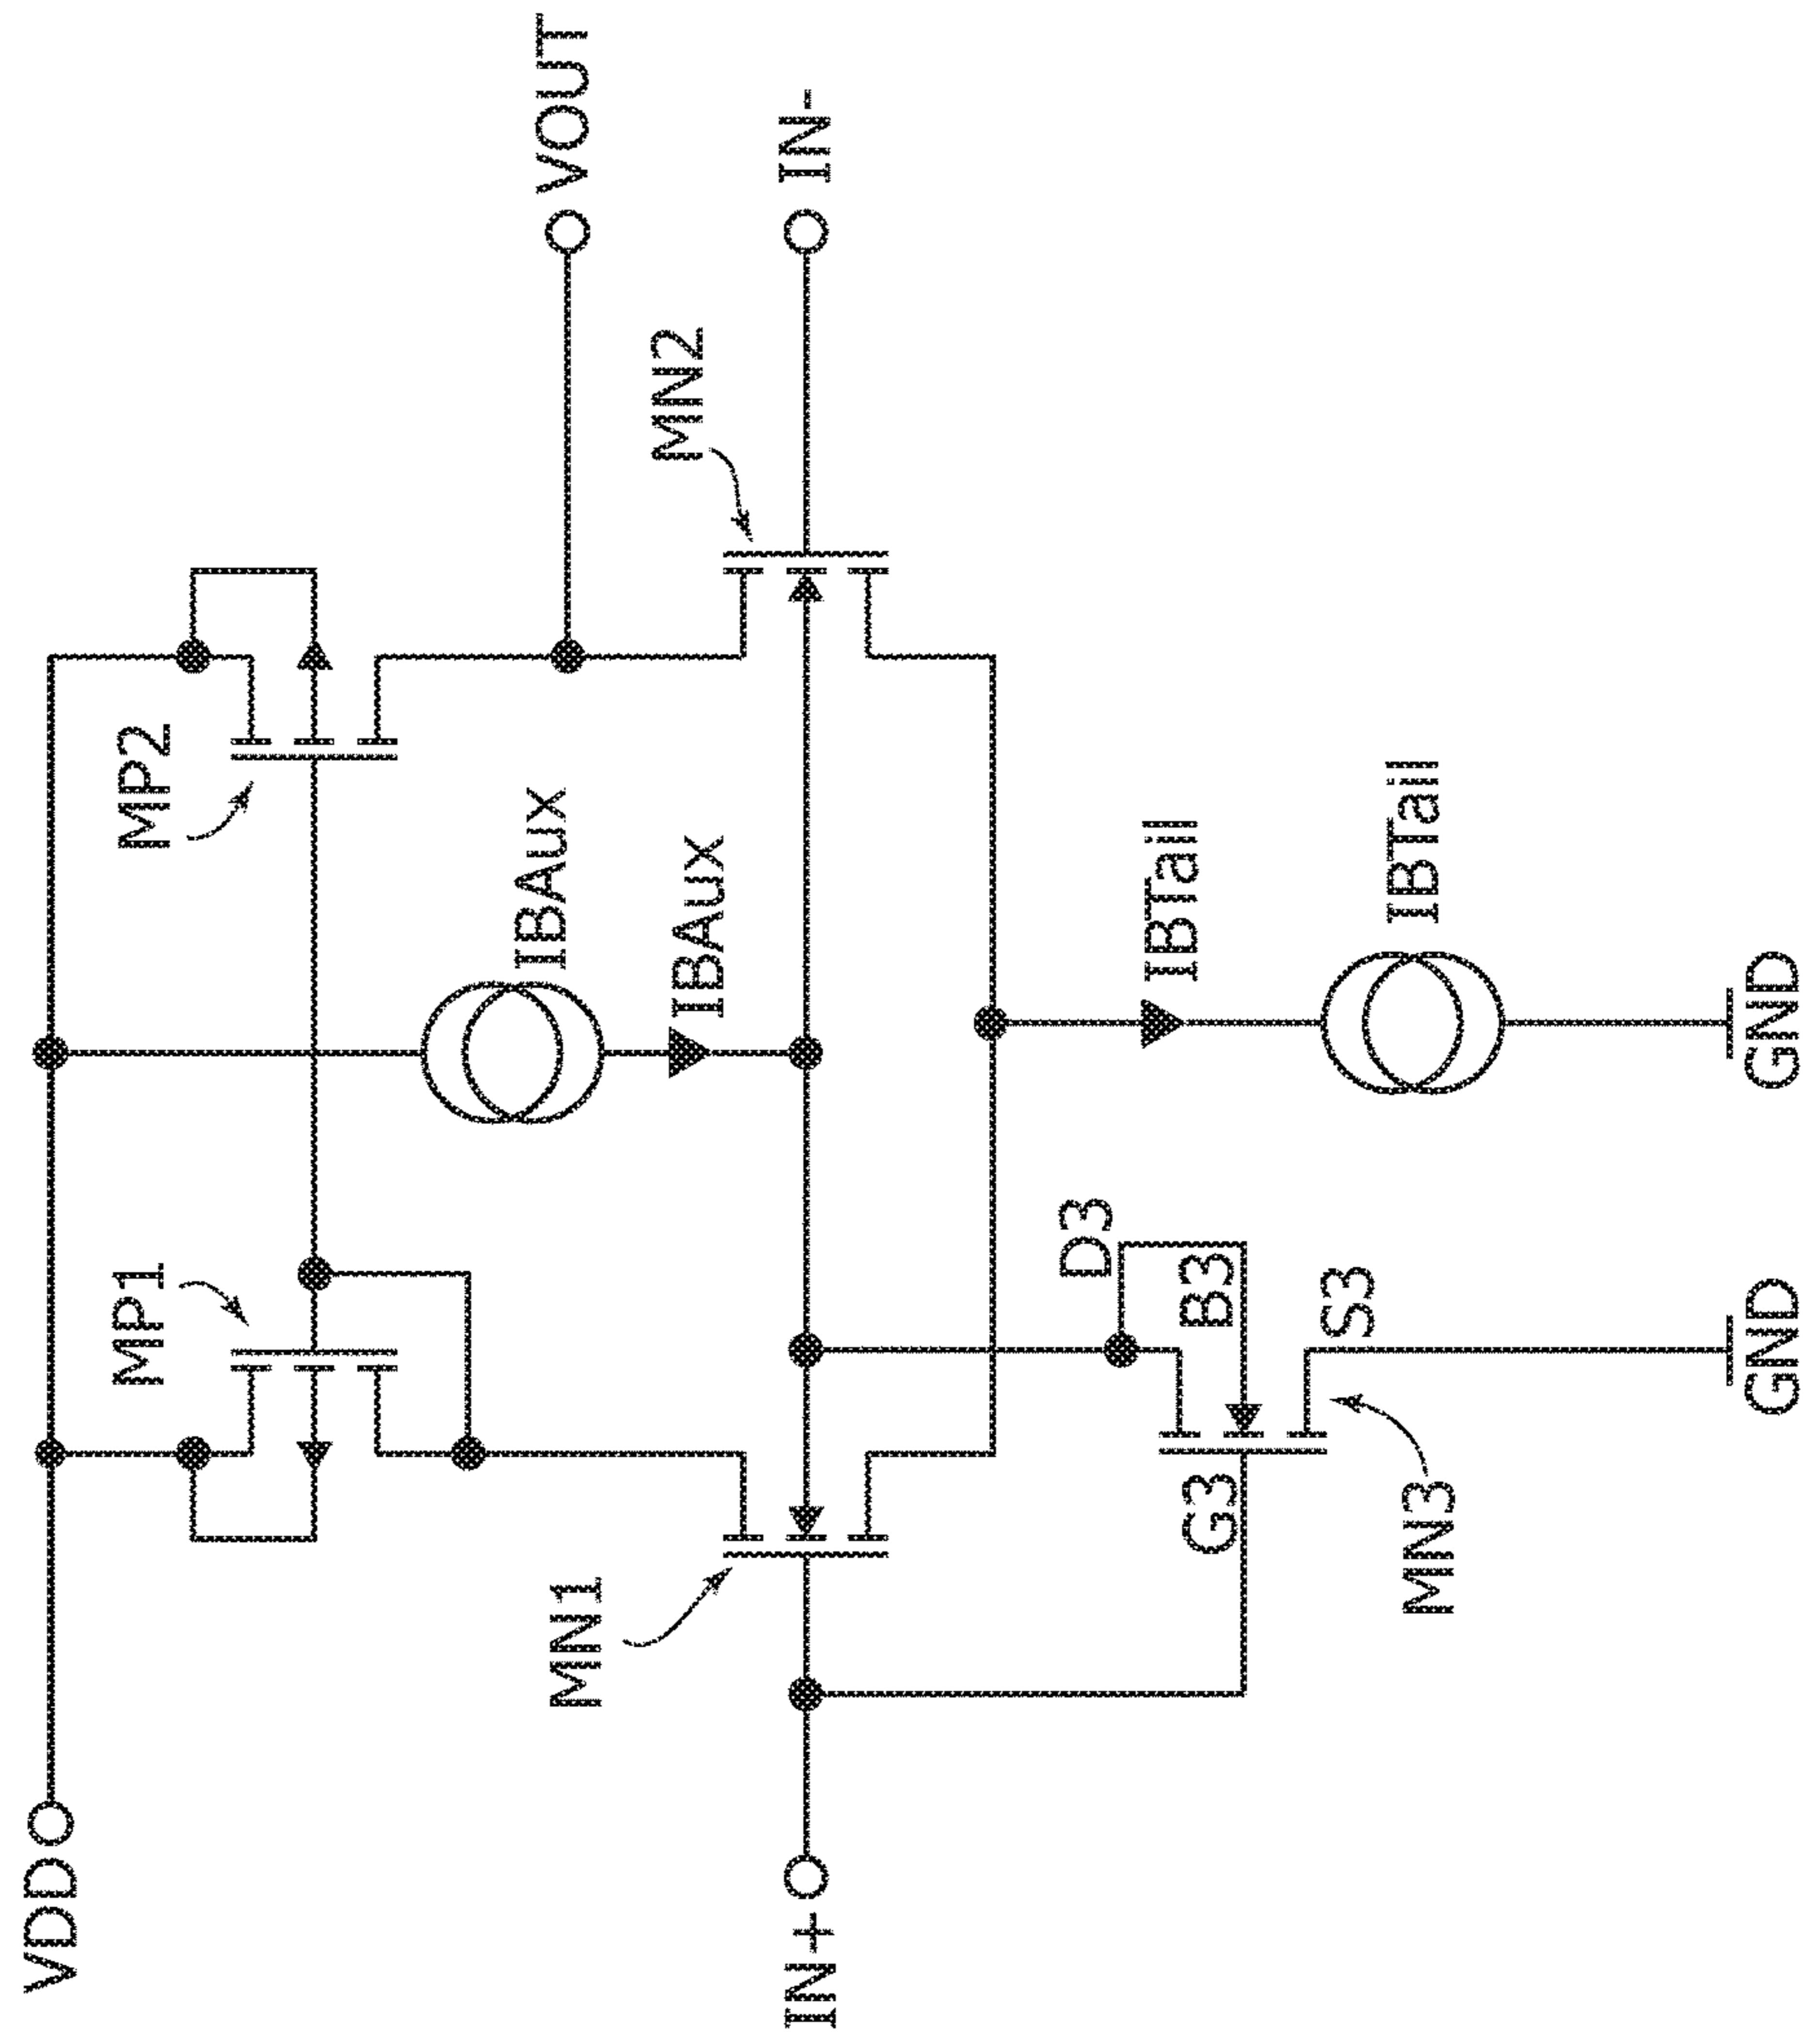 VDD
MP1
MP2
IBAux
VOUT
IBAux
MN1
MN2
IN+
IN-
D3
B3
G3
S3
MN3
IBTail
IBTail
GND
GND